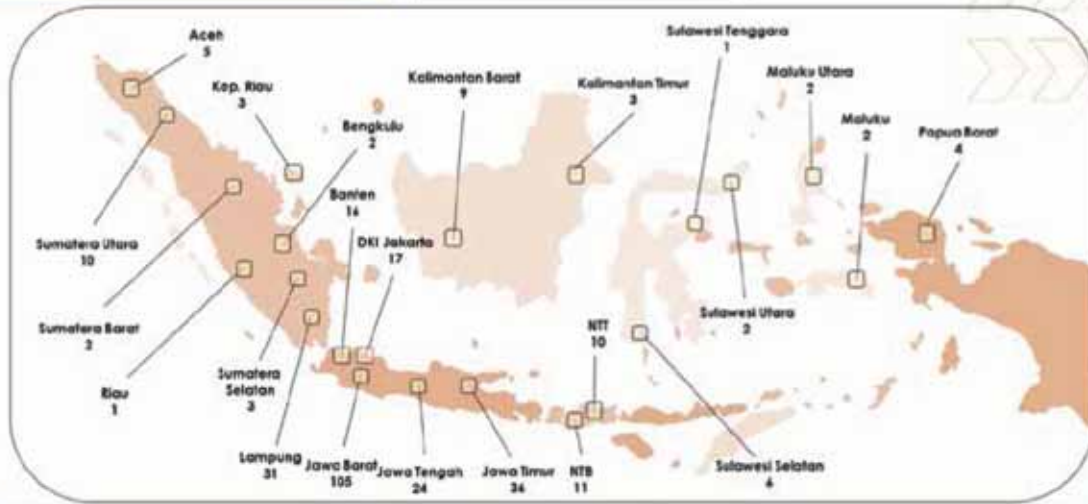 Aceh
5
Kep. Riau
3
Bengkulu
2
Banten
16
DKI Jakarta
17
Kalimantan Barat
9
Kalimantan Timur
3
Sulawesi Tenggara
1
Maluku Utara
2
Maluku
2
Papua Barat
4
Sumatera Utara
10
Sumatera Barat
2
Riau
1
Sumatera
Selatan
3
Lampung
31
Jawa Barat
105
Jawa Tengah
24
Jawa Timur
36
NTB
11
NTT
10
Sulawesi Utara
2
Sulawesi Selatan
6